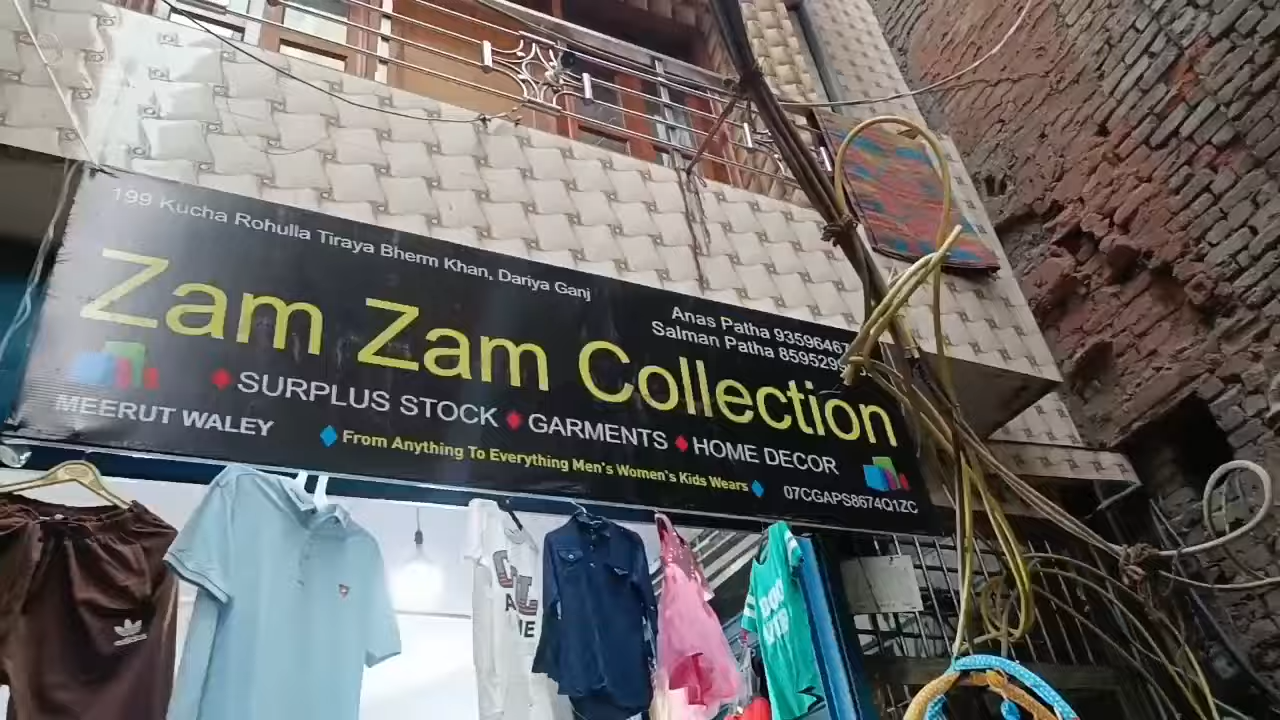 199 Kucha Rohulla Tiraya Bherm Khan, Dariya Ganj
Anas Patha 9359646
Salman Patha 859529
Zam Zam Collection
SURPLUS STOCK GARMENTS HOME DECOR
MEERUT WALEY
From Anything To Everything Men's Women's Kids Wears
07CGAPS8674Q1ZC